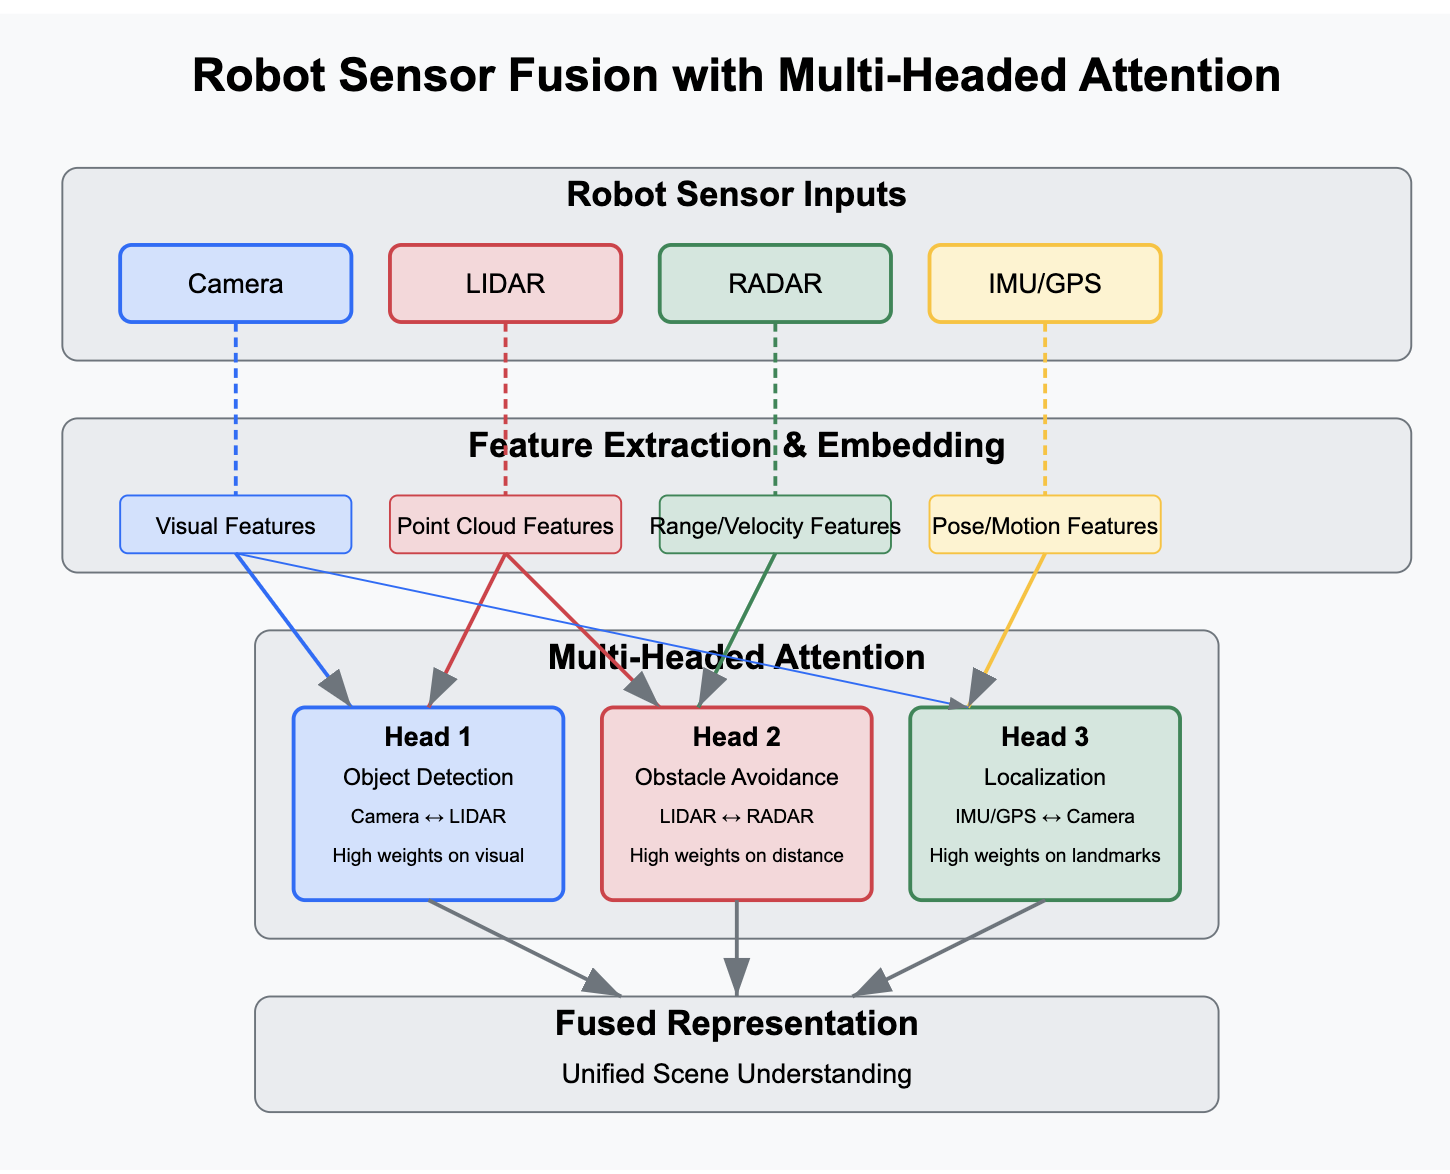 Robot Sensor Fusion with Multi-Headed Attention
Robot Sensor Inputs
Camera
LIDAR
RADAR
IMU/GPS
Feature Extraction & Embedding
Visual Features
Point Cloud Features
Range/Velocity Features
Pose/Motion Features
Multi-Headed Attention
Head 1
Object Detection
Camera ↔ LIDAR
High weights on visual
Head 2
Obstacle Avoidance
LIDAR ↔ RADAR
High weights on distance
Head 3
Localization
IMU/GPS ↔ Camera
High weights on landmarks
Fused Representation
Unified Scene Understanding